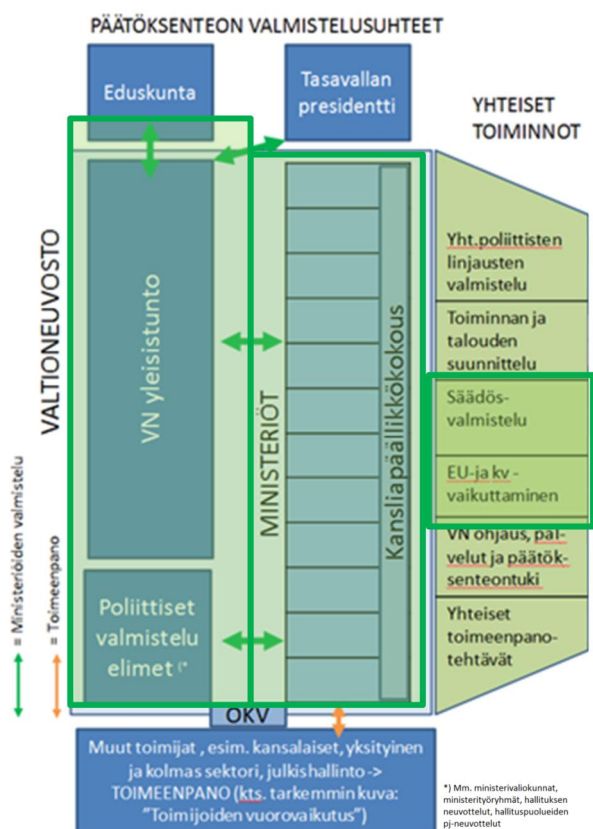 PÄÄTÖKSENTEON VALMISTELUSUHTEET
Eduskunta
Tasavallan
presidentti
YHTEISET
TOIMINNOT
VALTIONEUVOSTO
VN yleisistunto
MINISTERIÖT
Kansliapäällikkökokous
Poliittiset
valmistelu
elimet (*
Yht.poliittisten
linjausten
valmistelu
Toiminnan ja
talouden
suunnittelu
Säädös-
valmistelu
EU-ja kv -
vaikuttaminen
VN ohjaus, pal-
velut ja päätök-
senteontuki
Yhteiset
toimeenpano-
tehtävät
= Ministeriöiden valmistelu
= Toimeenpano
OKV
Muut toimijat , esim. kansalaiset, yksityinen
ja kolmas sektori, julkishallinto ->
TOIMEENPANO (kts. tarkemmin kuva:
"Toimijoiden vuorovaikutus")
*) Mm. ministerivaliokunnat,
ministerityöryhmät, hallituksen
neuvottelut, hallituspuolueiden
pj-neuvottelut